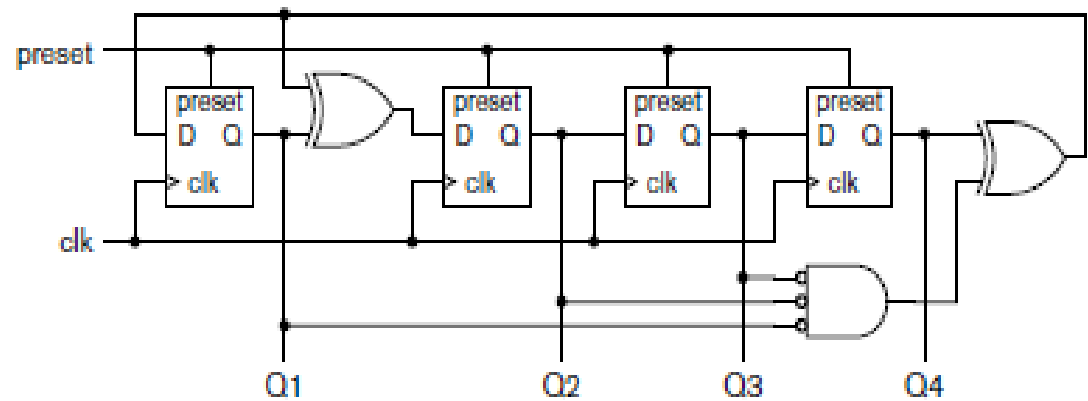 preset
preset preset preset preset
D Q D Q D Q D Q
clk clk clk clk
clk
Q1 Q2 Q3 Q4